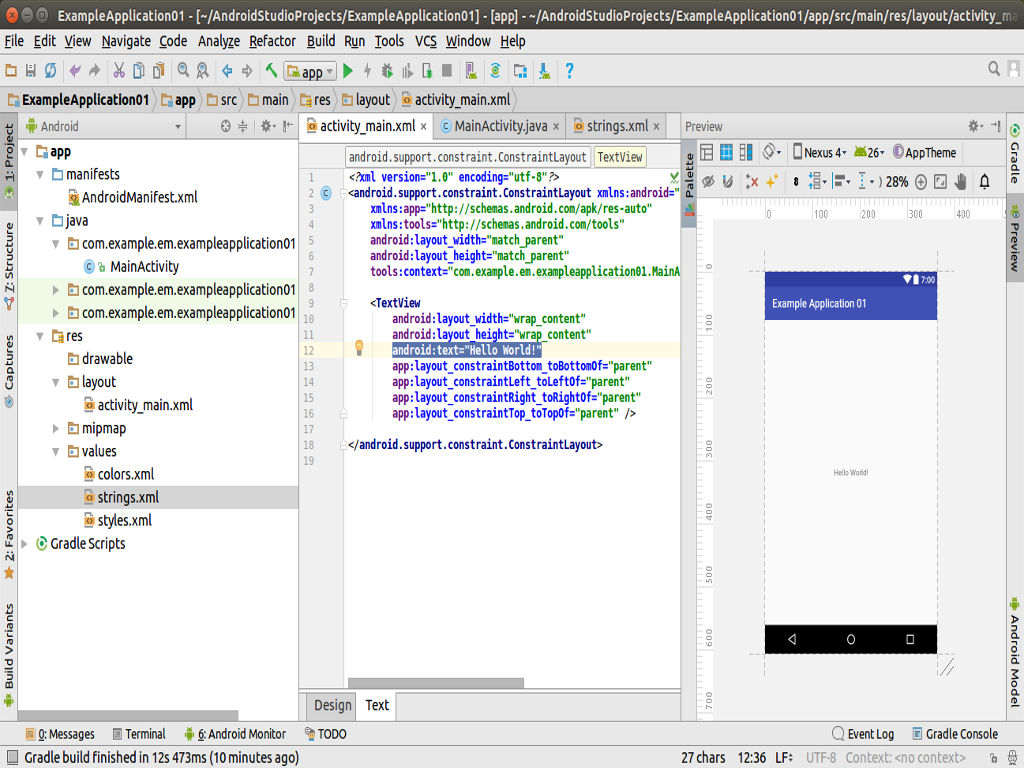 ExampleApplication01 - [~/AndroidStudioProjects/ExampleApplication01] - [app] - ~/AndroidStudioProjects/ExampleApplication01/app/src/main/res/layout/activity_ma
File Edit View Navigate Code Analyze Refactor Build Run Tools VCS Window Help
app
ExampleApplication01 app src main res layout activity_main.xml
Android
activity_main.xml × MainActivity.java × strings.xml ×
Preview
1: Project
Z: Structure
Captures
2: Favorites
Build Variants
app
manifests
AndroidManifest.xml
java
com.example.em.exampleapplication01
MainActivity
com.example.em.exampleapplication01
com.example.em.exampleapplication01
res
drawable
layout
activity_main.xml
mipmap
values
colors.xml
strings.xml
styles.xml
Gradle Scripts
android.support.constraint.ConstraintLayout TextView
1 <?xml version="1.0" encoding="utf-8"?>
2 <android.support.constraint.ConstraintLayout xmlns:android="
3 xmlns:app="http://schemas.android.com/apk/res-auto"
4 xmlns:tools="http://schemas.android.com/tools"
5 android:layout_width="match_parent"
6 android:layout_height="match_parent"
7 tools:context="com.example.em.exampleapplication01.MainA
8
9 <TextView
10 android:layout_width="wrap_content"
11 android:layout_height="wrap_content"
12 android:text="Hello World!"
13 app:layout_constraintBottom_toBottomOf="parent"
14 app:layout_constraintLeft_toLeftOf="parent"
15 app:layout_constraintRight_toRightOf="parent"
16 app:layout_constraintTop_toTopOf="parent" />
17
18 </android.support.constraint.ConstraintLayout>
19
Design Text
Palette
Nexus 4 26 AppTheme
8 28%
0 100 200 300 400 5
0
100
200
300
400
500
600
700
7:00
Example Application 01
Hello World!
Gradle
Preview
Android Model
0: Messages Terminal 6: Android Monitor TODO
Event Log Gradle Console
Gradle build finished in 12s 473ms (10 minutes ago)
27 chars 12:36 LF÷ UTF-8 Context: <no context>